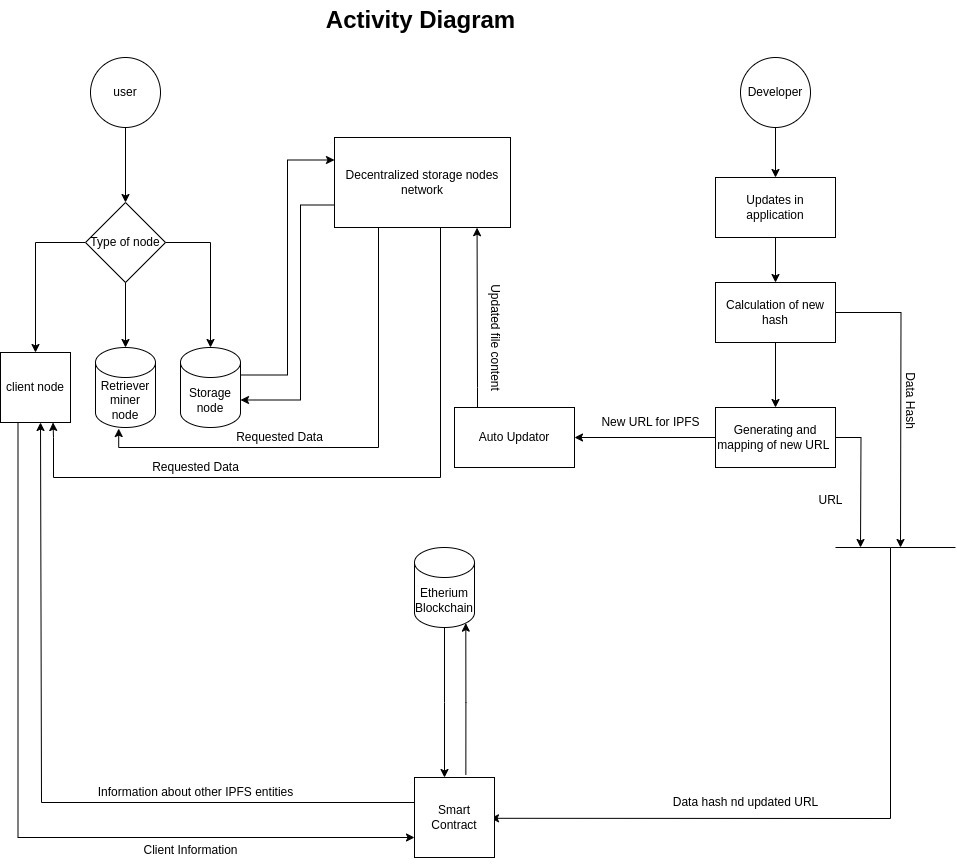 Activity Diagram
user
Developer
Decentralized storage nodes
network
Updates in
application
Type of node
Calculation of new
hash
Updated file content
client node
Retriever
miner
node
Storage
node
Data Hash
Requested Data
Auto Updator
New URL for IPFS
Generating and
mapping of new URL
Requested Data
URL
Etherium
Blockchain
Information about other IPFS entities
Smart
Contract
Data hash nd updated URL
Client Information